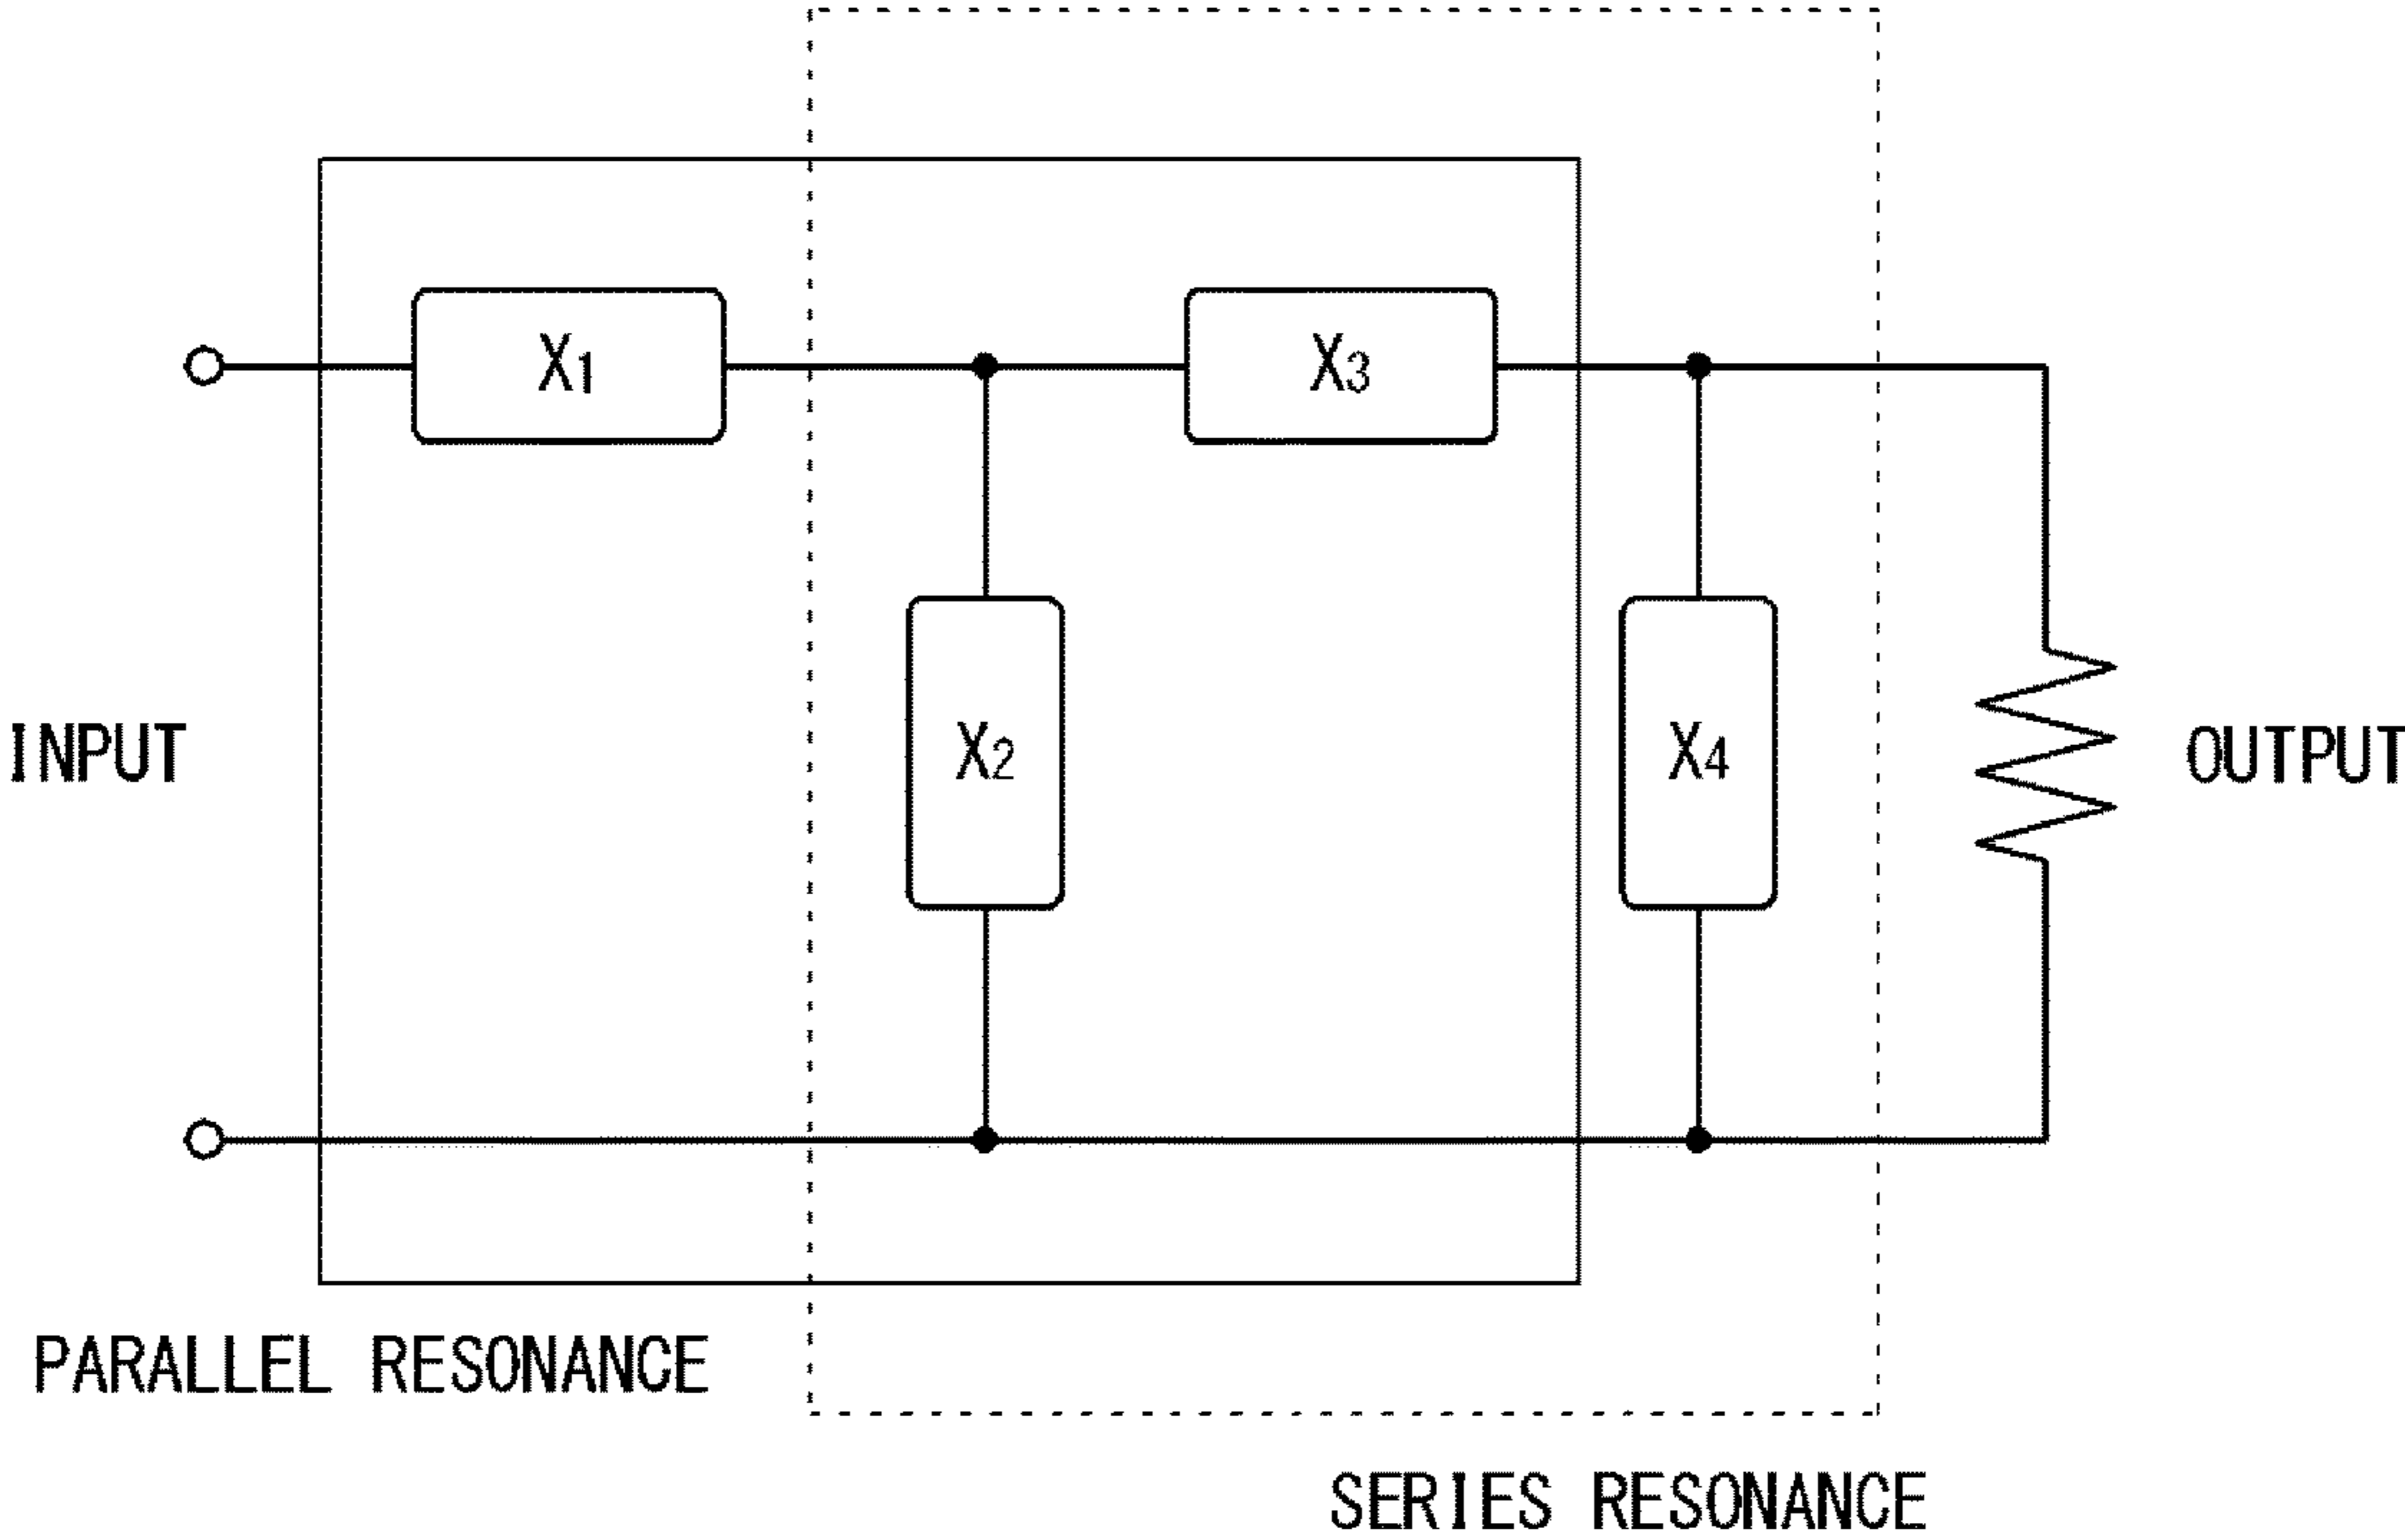 X1
X3
INPUT
X2
X4
OUTPUT
PARALLEL RESONANCE
SERIES RESONANCE